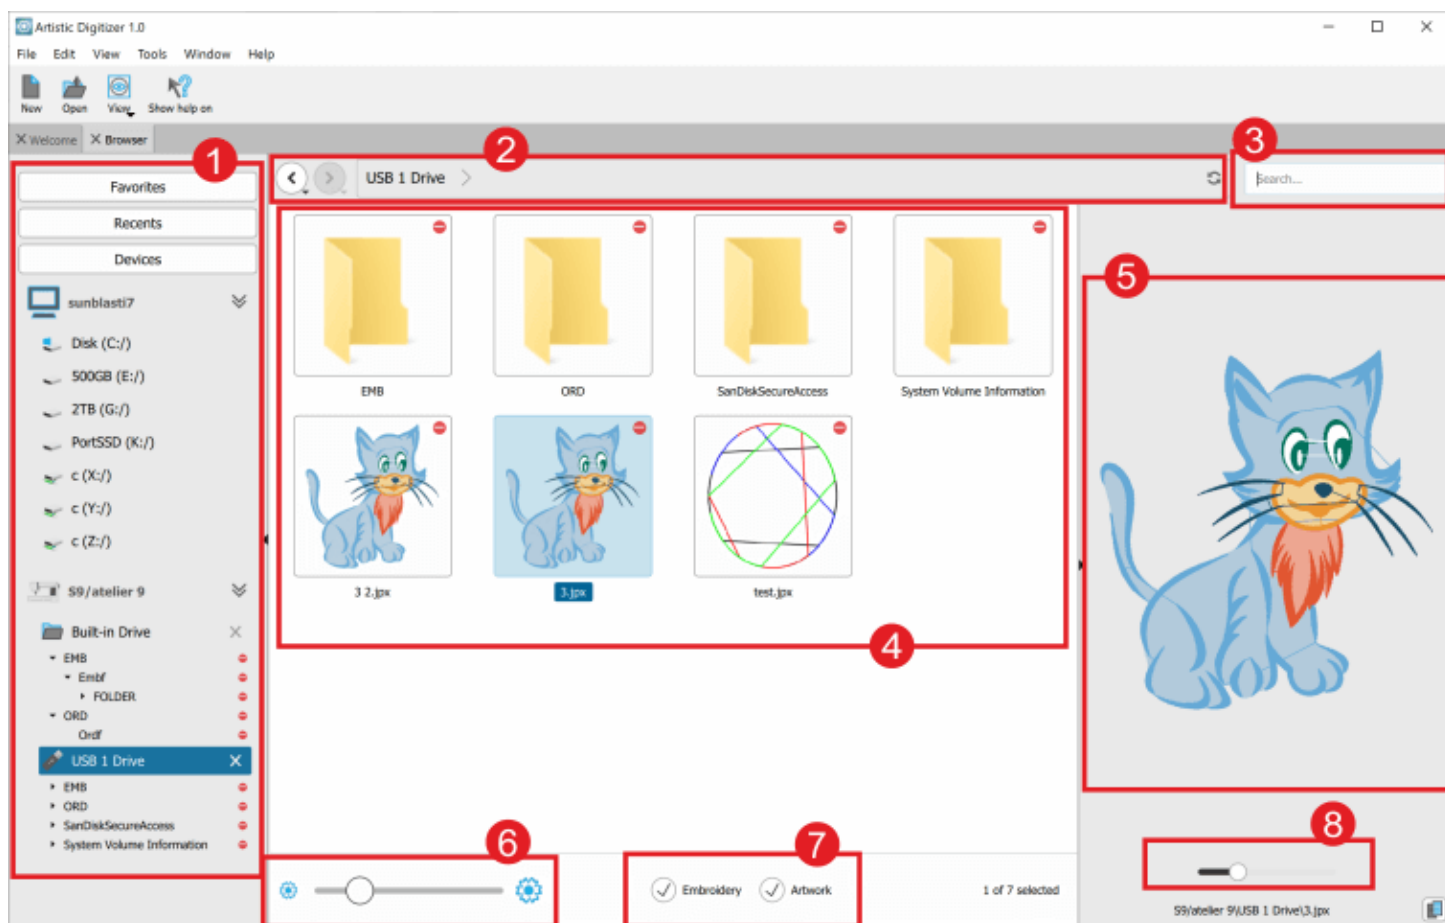 Artistic Digitizer 1.0
File Edit View Tools Window Help
New Open View Show help on
Welcome Browser
1
2
3
Favorites
USB 1 Drive
Search...
Recents
Devices
5
sunblasti7
Disk (C:/)
500GB (E:/)
2TB (G:/)
PortSSD (K:/)
c (X:/)
c (Y:/)
c (Z:/)
S9/atelier 9
Built-in Drive
EMB
Embf
FOLDER
ORD
Ordf
USB 1 Drive
EMB
ORD
SanDiskSecureAccess
System Volume Information
EMB ORD SanDiskSecureAccess System Volume Information
3 2.jpx 3.jpx test.jpx
4
6
7
8
Embroidery Artwork 1 of 7 selected
S9/atelier 9\USB 1 Drive\3.jpx